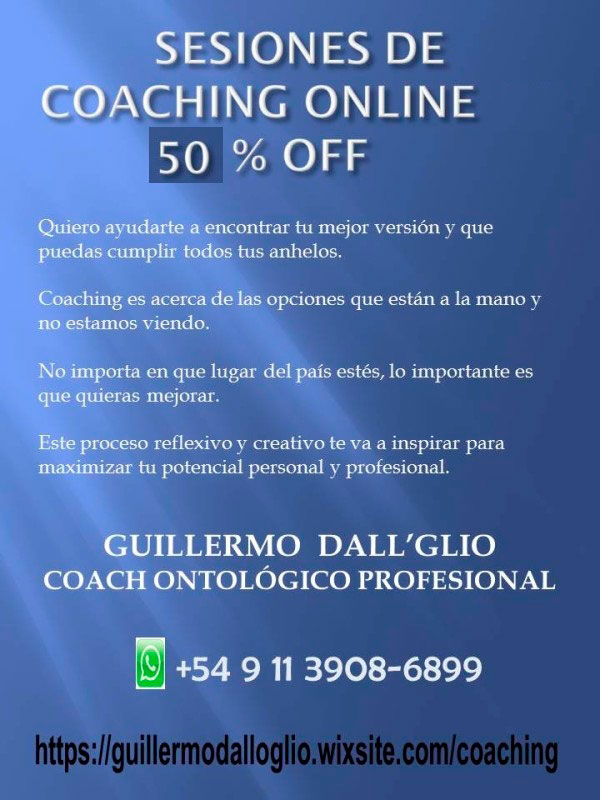 SESIONES DE
COACHING ONLINE
50 % OFF
Quiero ayudarte a encontrar tu mejor versión y que
puedas cumplir todos tus anhelos.
Coaching es acerca de las opciones que están a la mano y
no estamos viendo.
No importa en que lugar del país estés, lo importante es
que quieras mejorar.
Este proceso reflexivo y creativo te va a inspirar para
maximizar tu potencial personal y profesional.
GUILLERMO DALL’GLIO
COACH ONTOLÓGICO PROFESIONAL
+54 9 11 3908-6899
https://guillermodalloglio.wixsite.com/coaching